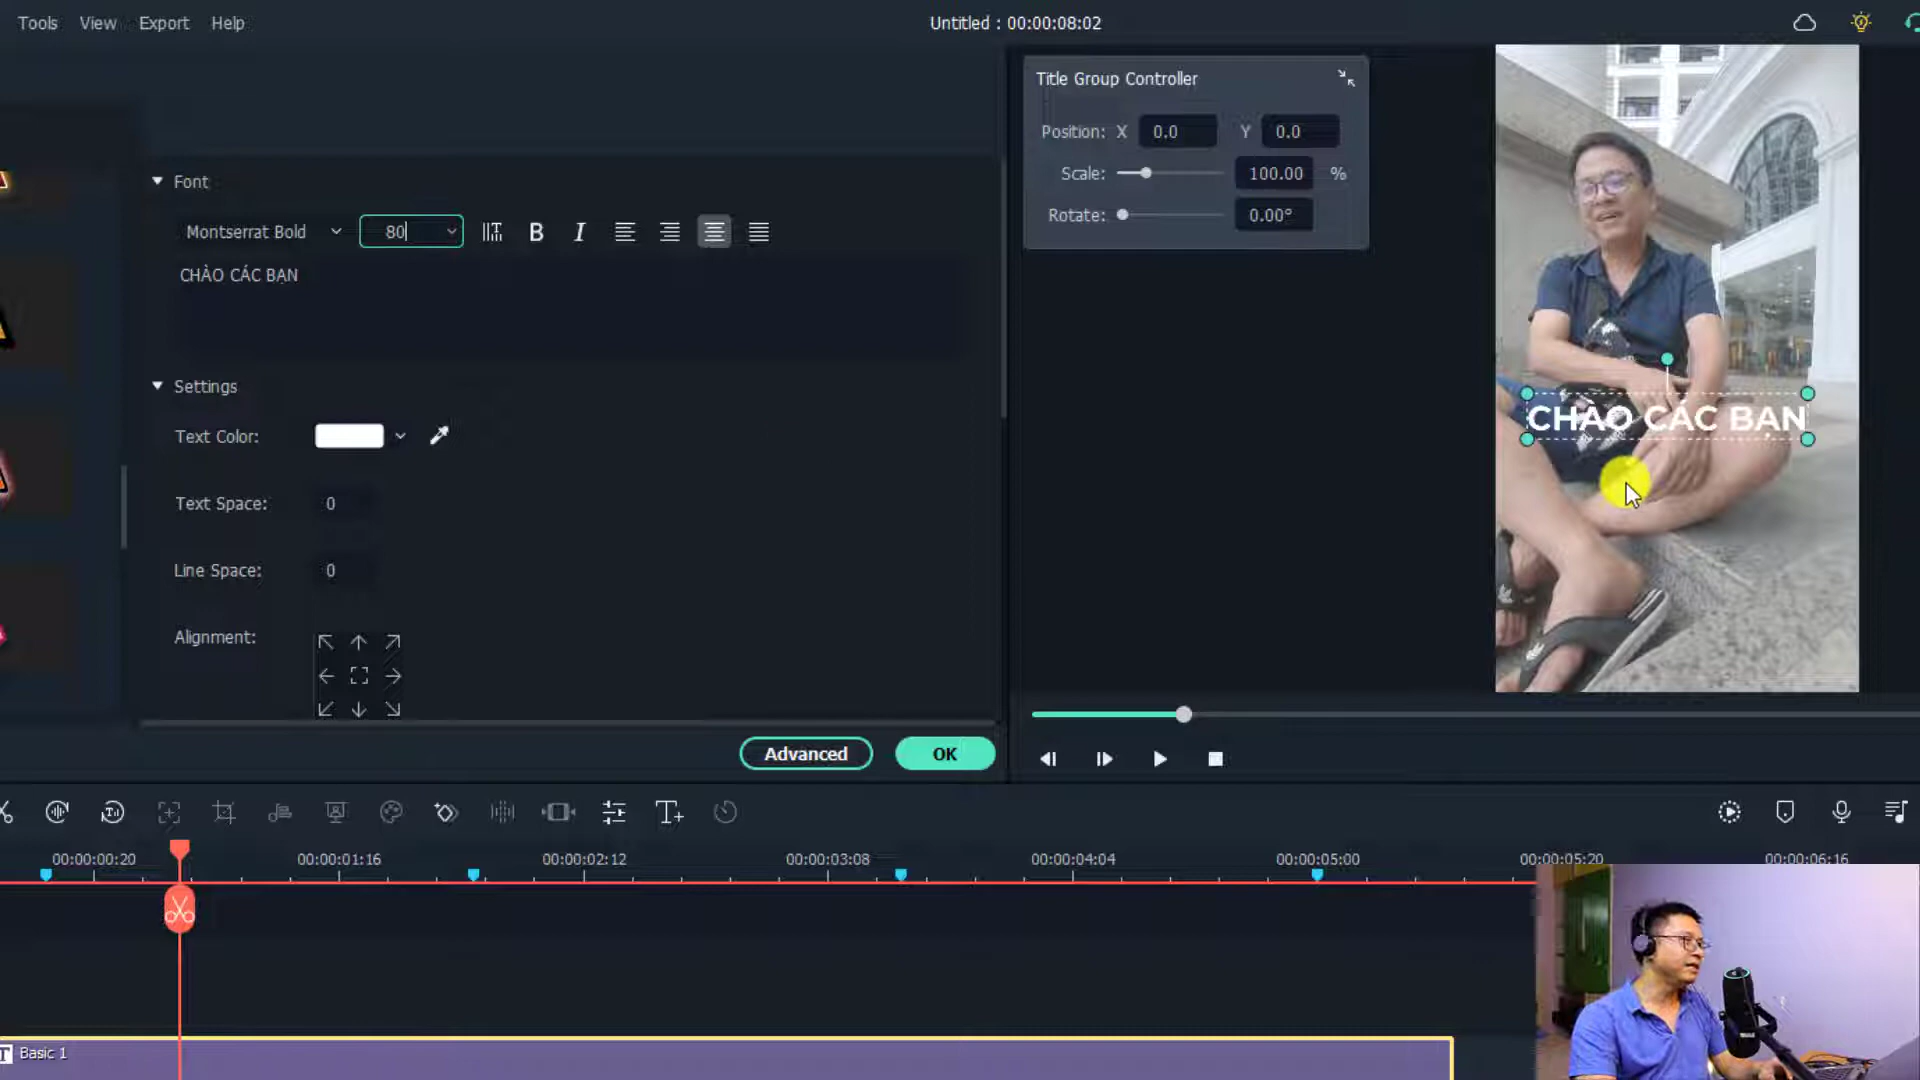 Tools View Export Help
Untitled : 00:00:08:02
Title Group Controller
Position: X 0.0 Y 0.0
Scale: 100.00 %
Rotate: 0.00°
Font
Montserrat Bold 80 B I
CHÀO CÁC BẠN
Settings
Text Color:
Text Space: 0
Line Space: 0
Alignment:
CHÀO CÁC BẠN
Advanced OK
00:00:00:20 00:00:01:16 00:00:02:12 00:00:03:08 00:00:04:04 00:00:05:00 00:00:05:20 00:00:06:16
Basic 1